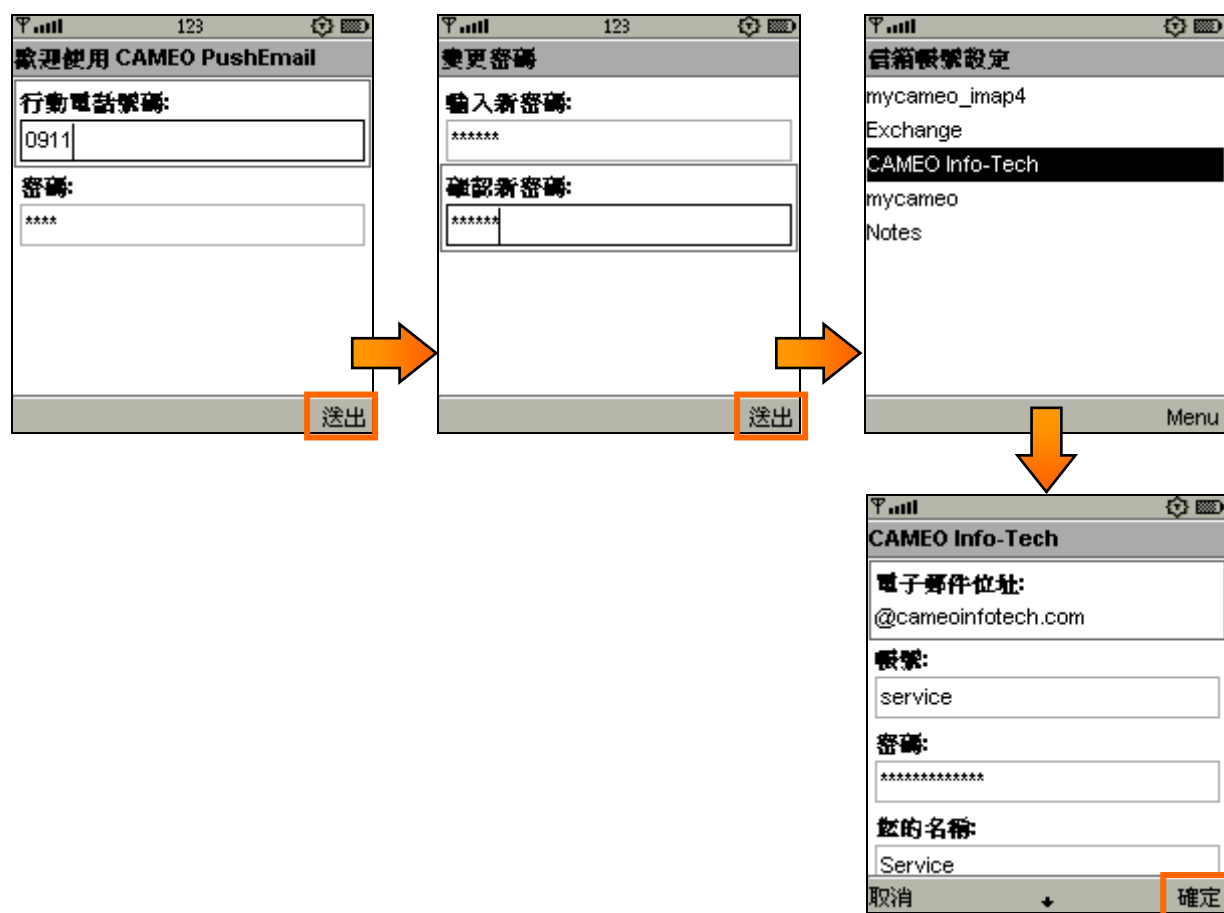 123
歡迎使用 CAMEO PushEmail
行動電話號碼:
0911
密碼:
****
送出
123
變更密碼
輸入新密碼:
******
確認新密碼:
******
送出
信箱帳號設定
mycameo_imap4
Exchange
CAMEO Info-Tech
mycameo
Notes
Menu
CAMEO Info-Tech
電子郵件位址:
@cameoinfotech.com
帳號:
service
密碼:
*************
您的名稱:
Service
取消
確定